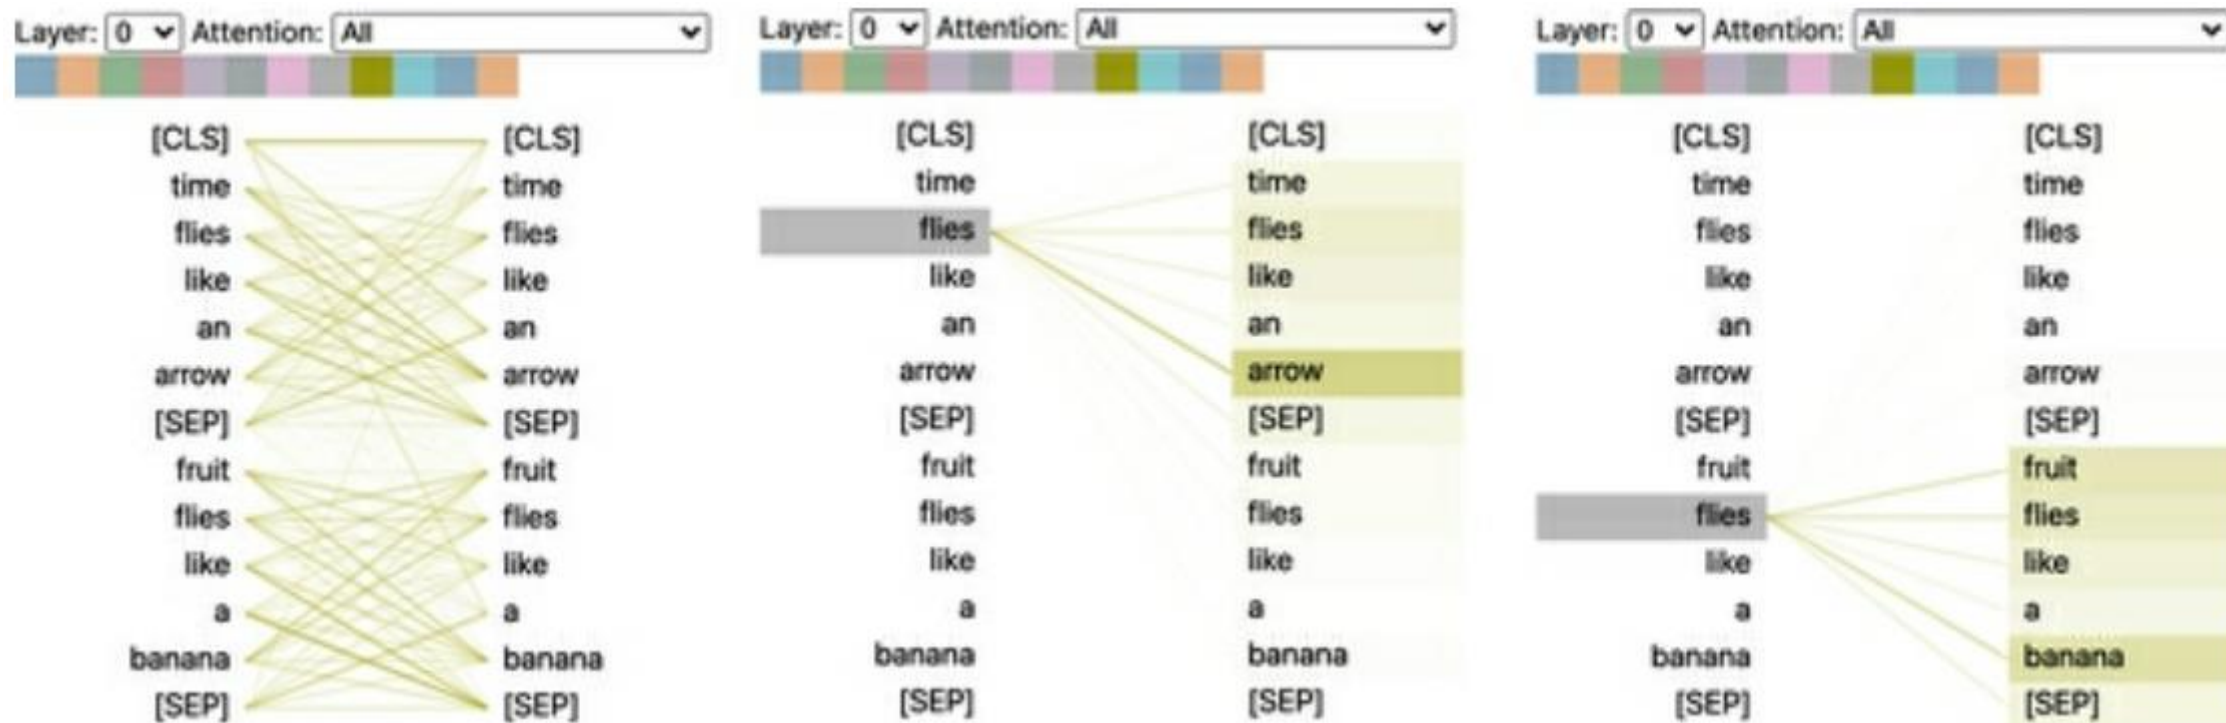 Layer: 0 Attention: All
[CLS] [CLS]
time time
flies flies
like like
an an
arrow arrow
[SEP] [SEP]
fruit fruit
flies flies
like like
a a
banana banana
[SEP] [SEP]
Layer: 0 Attention: All
[CLS] [CLS]
time time
flies flies
like like
an an
arrow arrow
[SEP] [SEP]
fruit fruit
flies flies
like like
a a
banana banana
[SEP] [SEP]
Layer: 0 Attention: All
[CLS] [CLS]
time time
flies flies
like like
an an
arrow arrow
[SEP] [SEP]
fruit fruit
flies flies
like like
a a
banana banana
[SEP] [SEP]